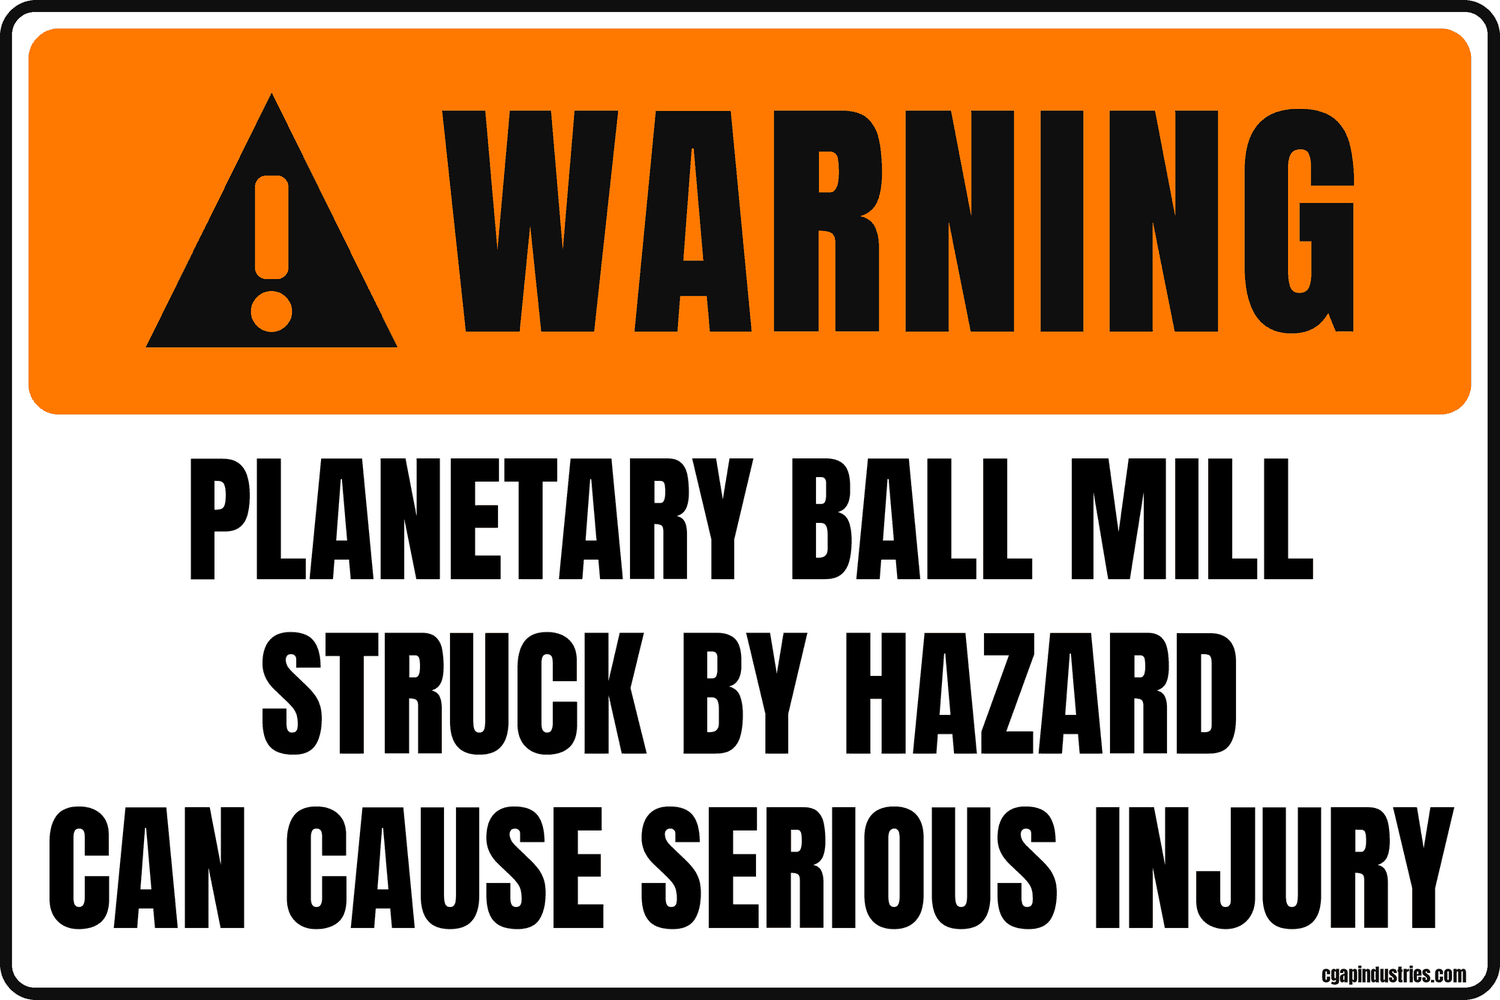 WARNING
PLANETARY BALL MILL
STRUCK BY HAZARD
CAN CAUSE SERIOUS INJURY
cgapindustries.com